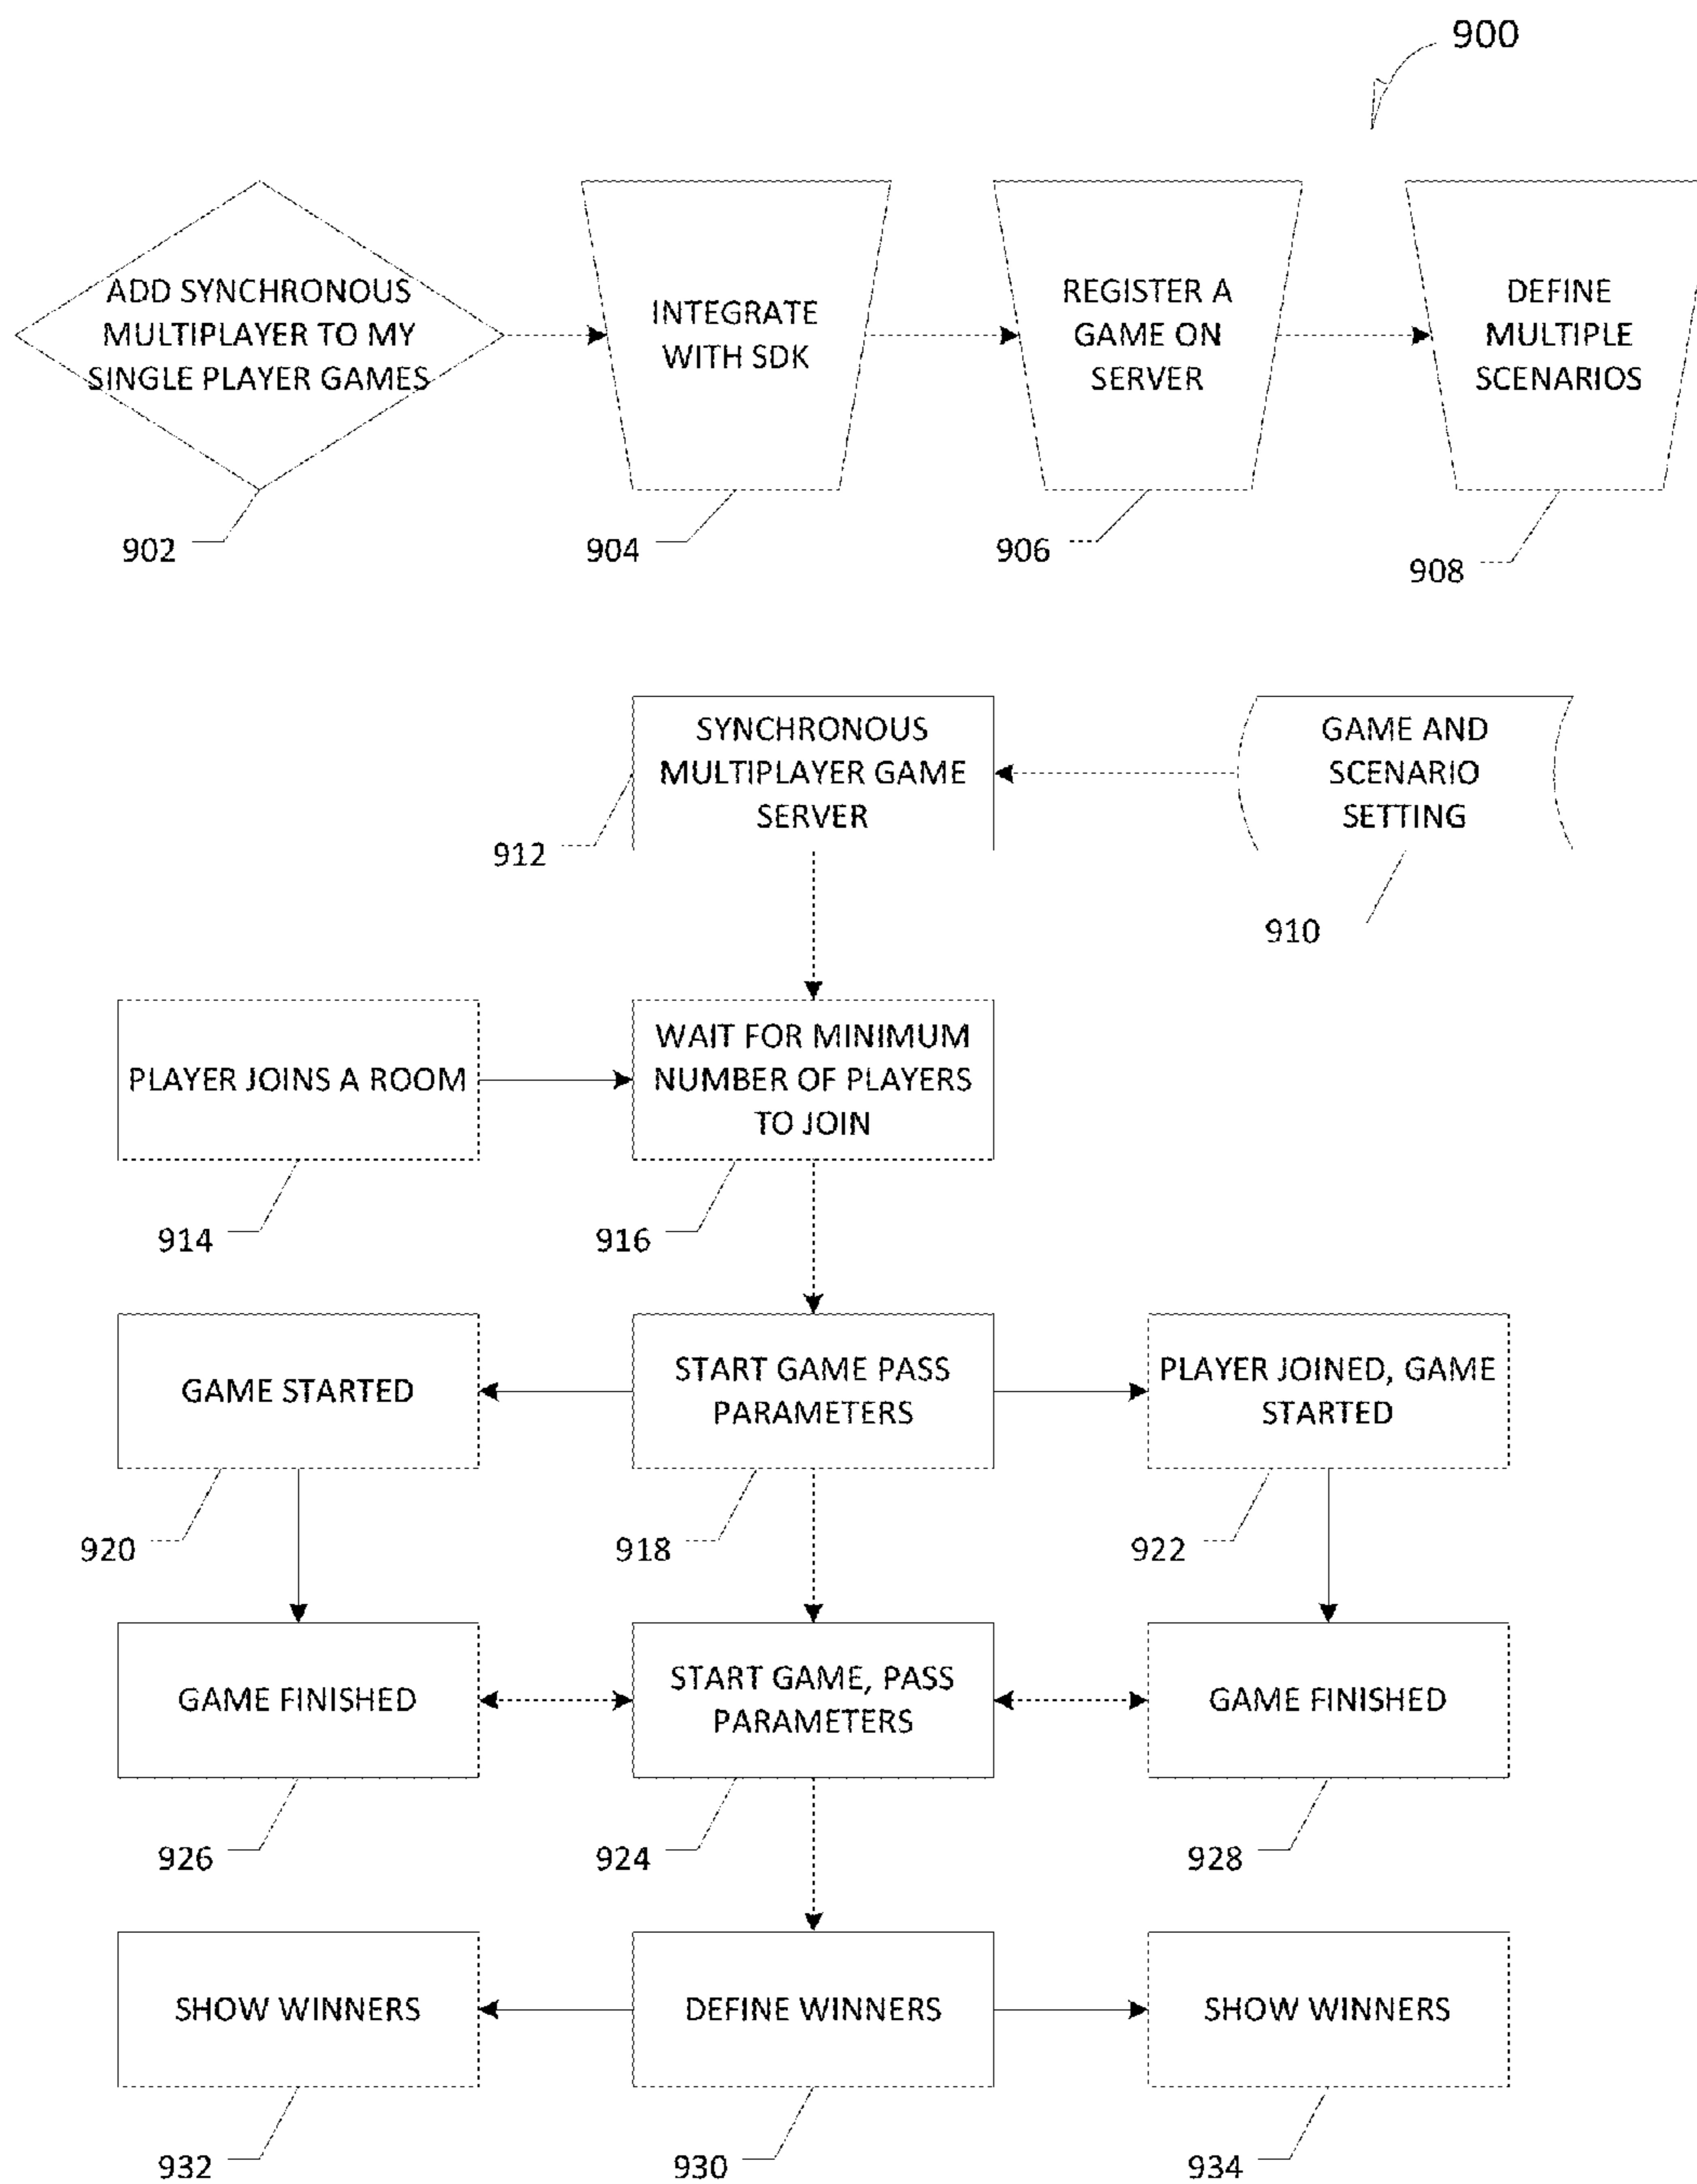 900
ADD SYNCHRONOUS
MULTIPLAYER TO MY
SINGLE PLAYER GAMES
INTEGRATE
WITH SDK
REGISTER A
GAME ON
SERVER
DEFINE
MULTIPLE
SCENARIOS
902
904
906
908
SYNCHRONOUS
MULTIPLAYER GAME
SERVER
GAME AND
SCENARIO
SETTING
912
910
PLAYER JOINS A ROOM
WAIT FOR MINIMUM
NUMBER OF PLAYERS
TO JOIN
914
916
GAME STARTED
START GAME PASS
PARAMETERS
PLAYER JOINED, GAME
STARTED
920
918
922
GAME FINISHED
START GAME, PASS
PARAMETERS
GAME FINISHED
926
924
928
SHOW WINNERS
DEFINE WINNERS
SHOW WINNERS
932
930
934